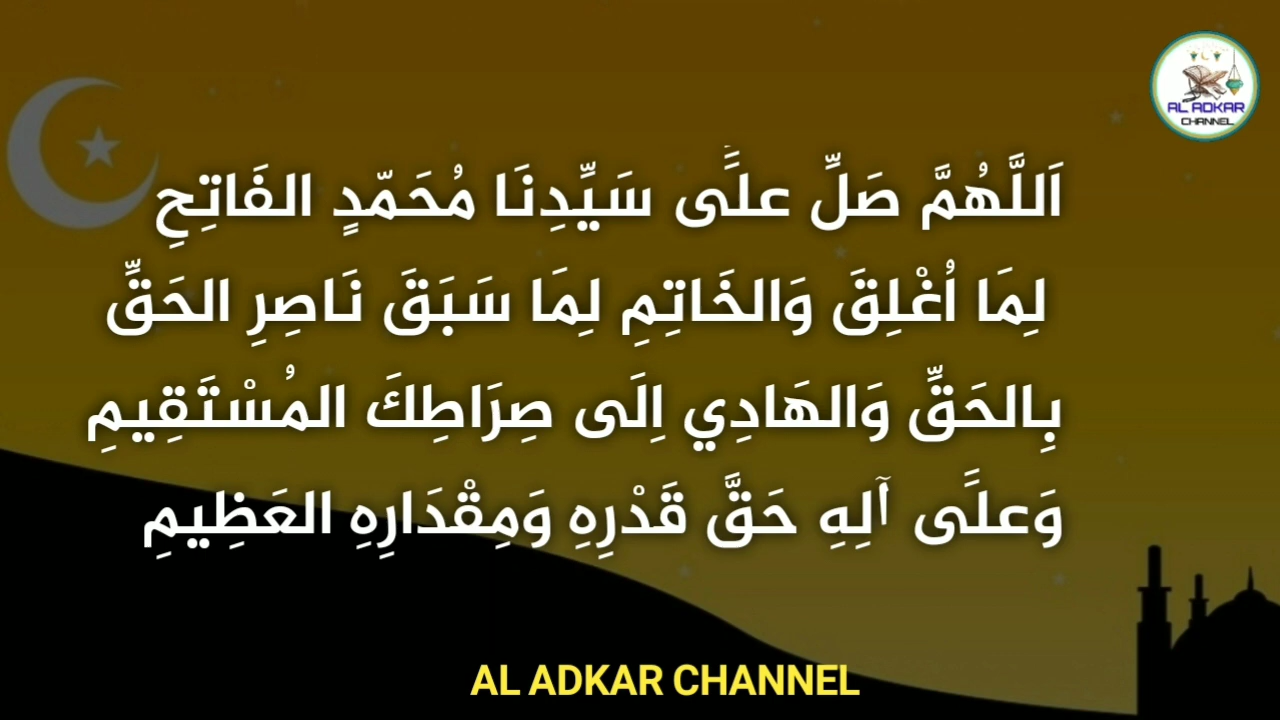 AL ADKAR
CHANNEL
اَللَّهُمَّ صَلِّ علَىَٰ سَيِّدِنَا مُحَمّدٍ الفَاتِحِ
لِمَا اُغْلِقَ وَالخَاتِمِ لِمَا سَبَقَ نَاصِرِ الحَقِّ
بِالحَقِّ وَالهَادِي اِلَى صِرَاطِكَ المُسْتَقِيمِ
وَعلَىَ آلِهِ حَقَّ قَدْرِهِ وَمِقْدَارِهِ العَظِيمِ
AL ADKAR CHANNEL